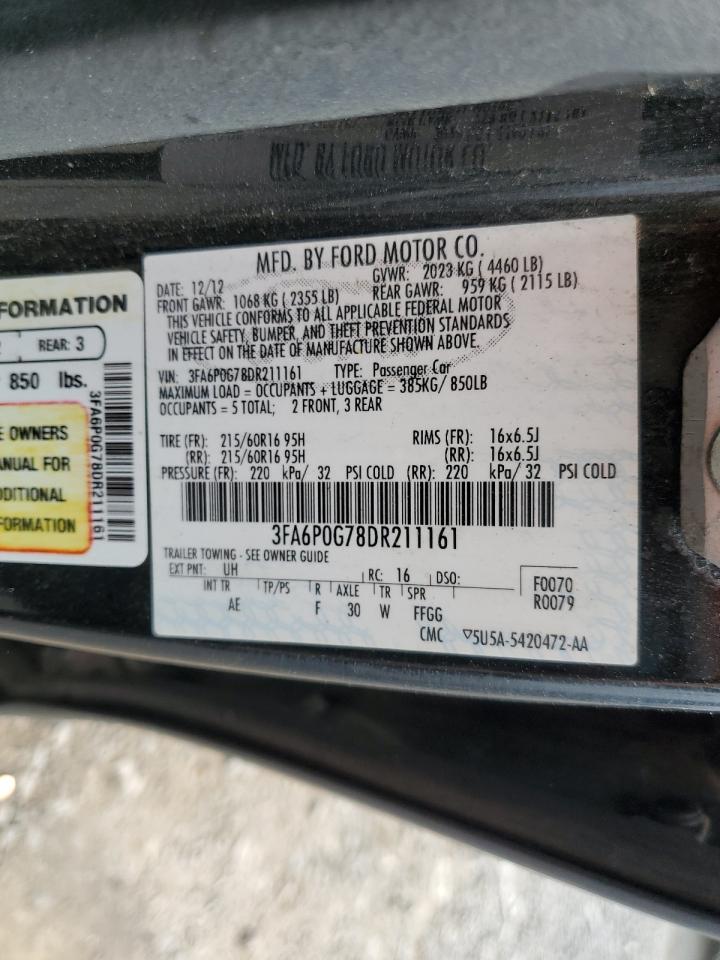 MFD. BY FORD MOTOR CO.
DATE: 12/12 GVWR: 2023 KG ( 4460 LB)
FRONT GAWR: 1068 KG ( 2355 LB) REAR GAWR: 959 KG ( 2115 LB)
THIS VEHICLE CONFORMS TO ALL APPLICABLE FEDERAL MOTOR
VEHICLE SAFETY, BUMPER, AND THEFT PREVENTION STANDARDS
IN EFFECT ON THE DATE OF MANUFACTURE SHOWN ABOVE.
VIN: 3FA6P0G78DR211161 TYPE: Passenger Car
MAXIMUM LOAD = OCCUPANTS + LUGGAGE = 385KG/ 850LB
OCCUPANTS = 5 TOTAL; 2 FRONT, 3 REAR
TIRE (FR): 215/60R16 95H RIMS (FR): 16x6.5J
(RR): 215/60R16 95H (RR): 16x6.5J
PRESSURE (FR): 220 kPa/ 32 PSI COLD (RR): 220 kPa/ 32 PSI COLD
3FA6P0G78DR211161
TRAILER TOWING - SEE OWNER GUIDE
EXT PNT: UH RC: 16 DSO: F0070
INT TR TP/PS R AXLE TR SPR R0079
AE F 30 W FFGG
CMC ▽5U5A-5420472-AA
FORMATION
REAR: 3
850 lbs.
OWNERS
MANUAL FOR
FORMATION
3FA6P0G78DR211161